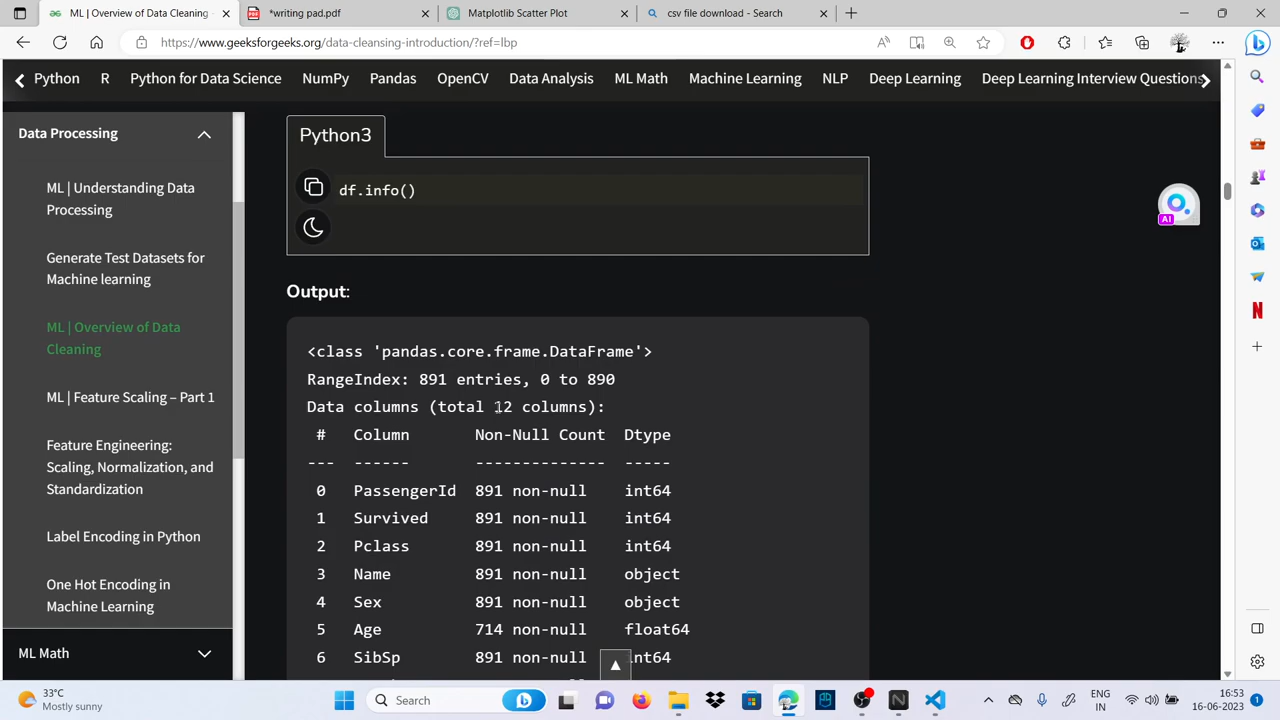 ML | Overview of Data Cleaning
*writing pad.pdf
Matplotlib Scatter Plot
csv file download - Search
https://www.geeksforgeeks.org/data-cleansing-introduction/?ref=lbp
Python R Python for Data Science NumPy Pandas OpenCV Data Analysis ML Math Machine Learning NLP Deep Learning Deep Learning Interview Questions
Data Processing
ML | Understanding Data
Processing
Generate Test Datasets for
Machine learning
ML | Overview of Data
Cleaning
ML | Feature Scaling – Part 1
Feature Engineering:
Scaling, Normalization, and
Standardization
Label Encoding in Python
One Hot Encoding in
Machine Learning
ML Math
Python3
df.info()
Output:
<class 'pandas.core.frame.DataFrame'>
RangeIndex: 891 entries, 0 to 890
Data columns (total 12 columns):
# Column Non-Null Count Dtype
--- ------ -------------- -----
0 PassengerId 891 non-null int64
1 Survived 891 non-null int64
2 Pclass 891 non-null int64
3 Name 891 non-null object
4 Sex 891 non-null object
5 Age 714 non-null float64
6 SibSp 891 non-null int64
AI
33°C
Mostly sunny
Search
ENG
IN
16:53
16-06-2023
1